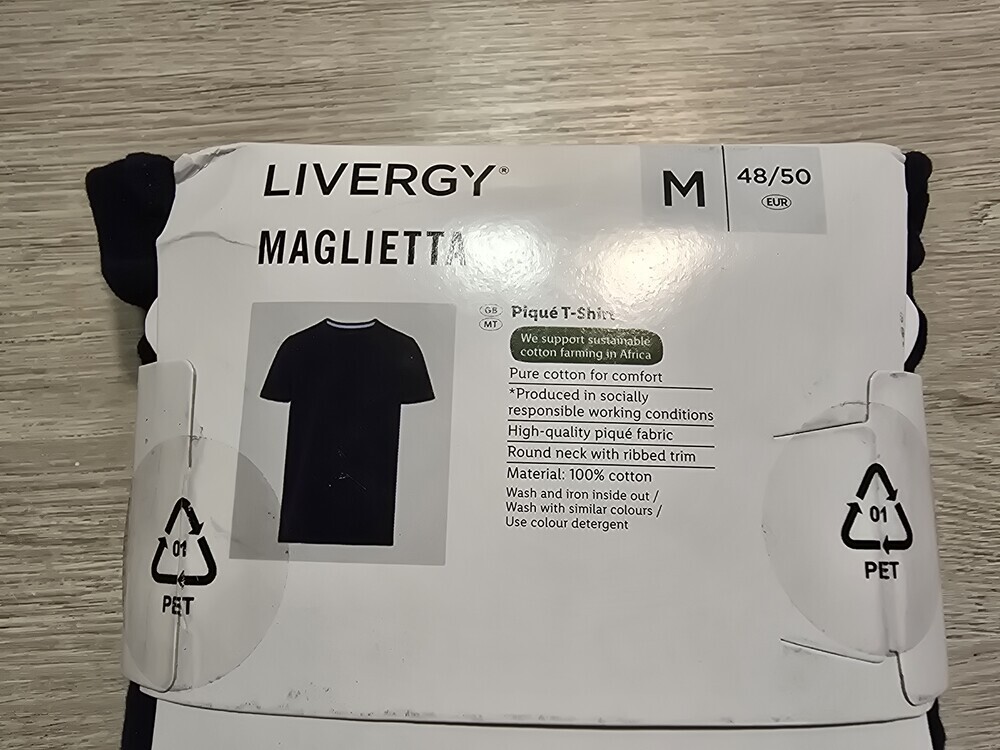 LIVERGY®
M
48/50
EUR
MAGLIETTA
GB
MT
Piqué T-Shirt
We support sustainable
cotton farming in Africa
Pure cotton for comfort
*Produced in socially
responsible working conditions
High-quality piqué fabric
Round neck with ribbed trim
Material: 100% cotton
Wash and iron inside out /
Wash with similar colours /
Use colour detergent
01
PET
01
PET